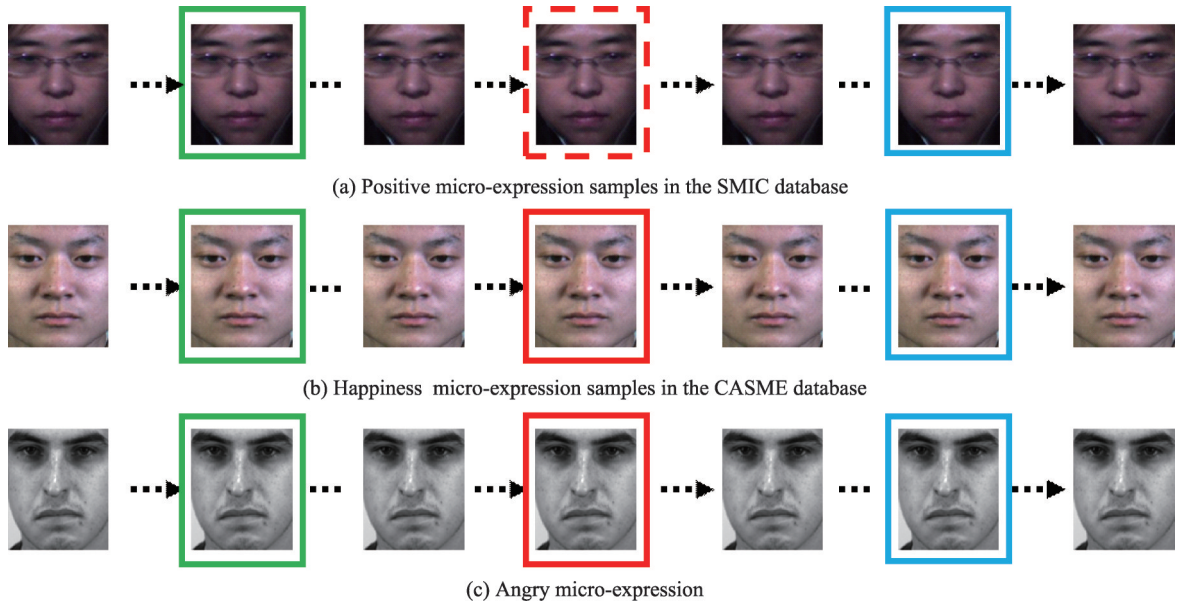 (a) Positive micro-expression samples in the SMIC database
(b) Happiness micro-expression samples in the CASME database
(c) Angry micro-expression